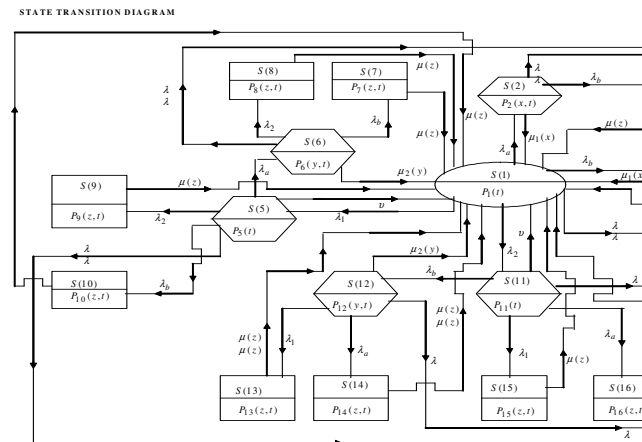 STATE TRANSITION DIAGRAM
S(8)
P8(z,t)
S(7)
P7(z,t)
S(2)
P2(x,t)
λ
λ
λb
μ(z)
λ
λ
μ(z)
μ(z)
μ(z)
λ2
λb
λa
μ1(x)
S(6)
P6(y,t)
λa
μ2(y)
S(1)
P1(t)
λb
μ1(x
S(9)
P9(z,t)
μ(z)
λ2
S(5)
P5(t)
υ
λ1
λ
λ
λ
λ
S(10)
P10(z,t)
λb
μ2(y)
λb
λ2
υ
S(12)
P12(y,t)
S(11)
P11(t)
λ
μ(z)
μ(z)
λ1
λa
λ
μ(z)
μ(z)
λ1
μ(z)
λa
S(13)
P13(z,t)
S(14)
P14(z,t)
S(15)
P15(z,t)
S(16)
P16(z,t)
λ